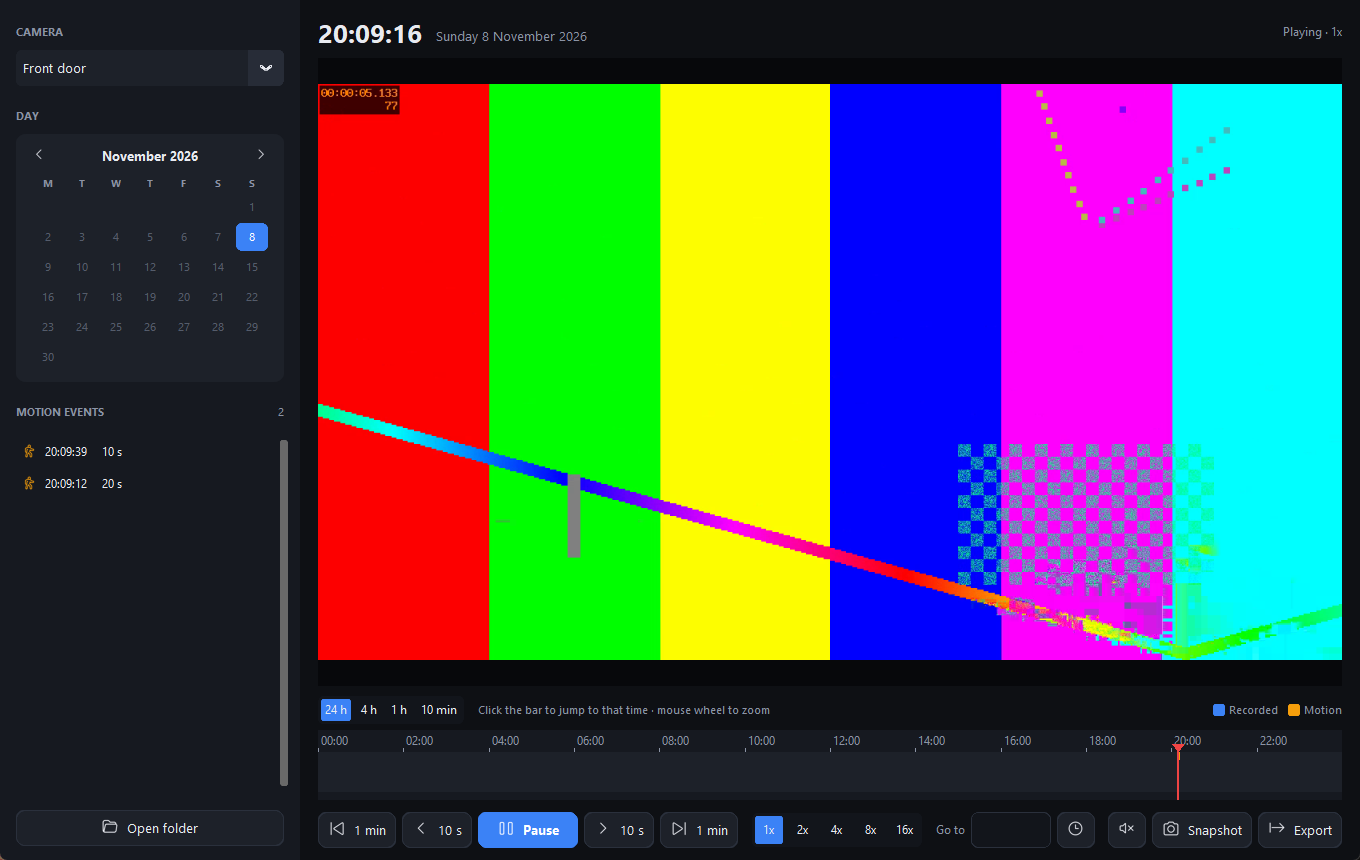 CAMERA
Front door
DAY
November 2026
M T W T F S S
1
2 3 4 5 6 7 8
9 10 11 12 13 14 15
16 17 18 19 20 21 22
23 24 25 26 27 28 29
30
MOTION EVENTS 2
20:09:39 10 s
20:09:12 20 s
Open folder
20:09:16 Sunday 8 November 2026 Playing · 1x
00:00:05.133
77
24 h 4 h 1 h 10 min Click the bar to jump to that time · mouse wheel to zoom Recorded Motion
00:00 02:00 04:00 06:00 08:00 10:00 12:00 14:00 16:00 18:00 20:00 22:00
1 min 10 s Pause 10 s 1 min 1x 2x 4x 8x 16x Go to Snapshot Export